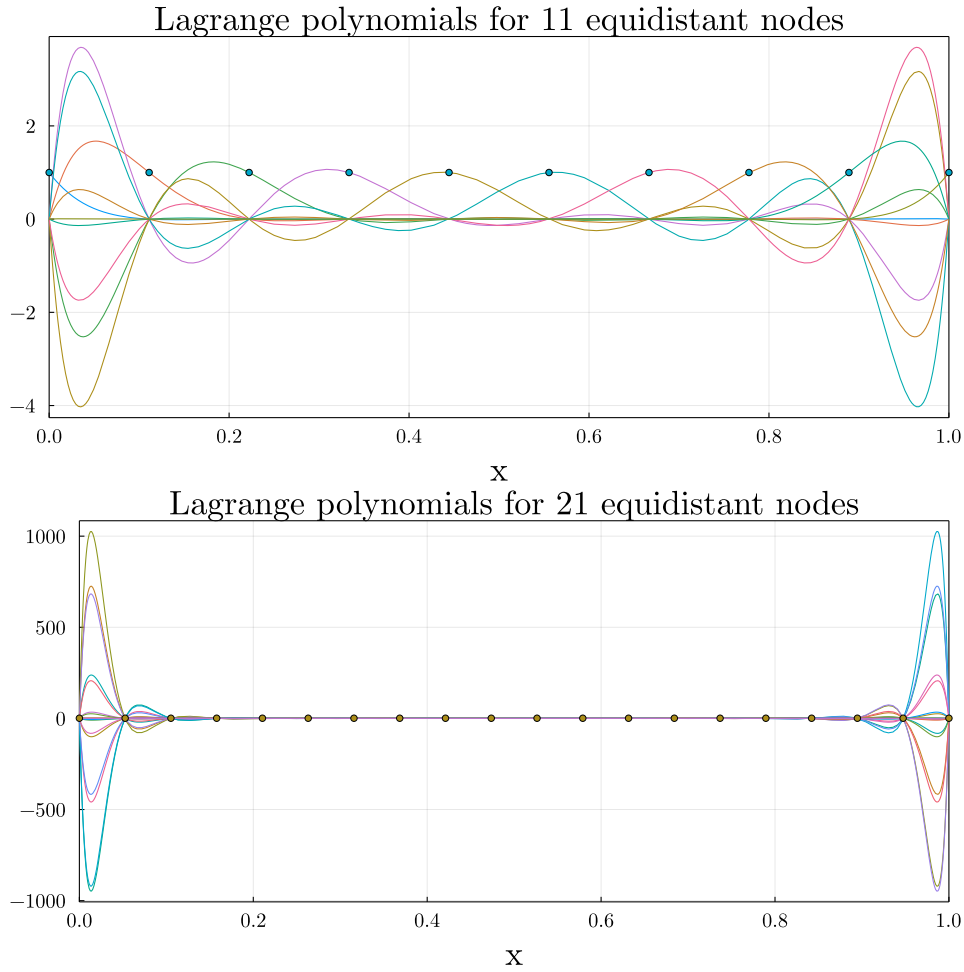 Lagrange polynomials for 11 equidistant nodes
2
0
−2
−4
0.0 0.2 0.4 0.6 0.8 1.0
x
Lagrange polynomials for 21 equidistant nodes
1000
500
0
−500
−1000
0.0 0.2 0.4 0.6 0.8 1.0
x